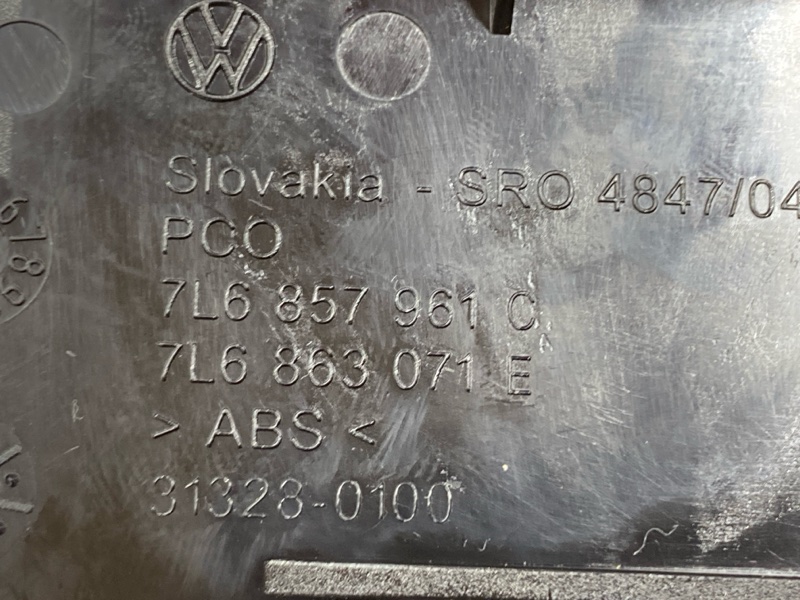 Slovakia - SRO 4847/04
PCO
7L6 857 961 C
7L6 863 071 E
> ABS <
31328-0100